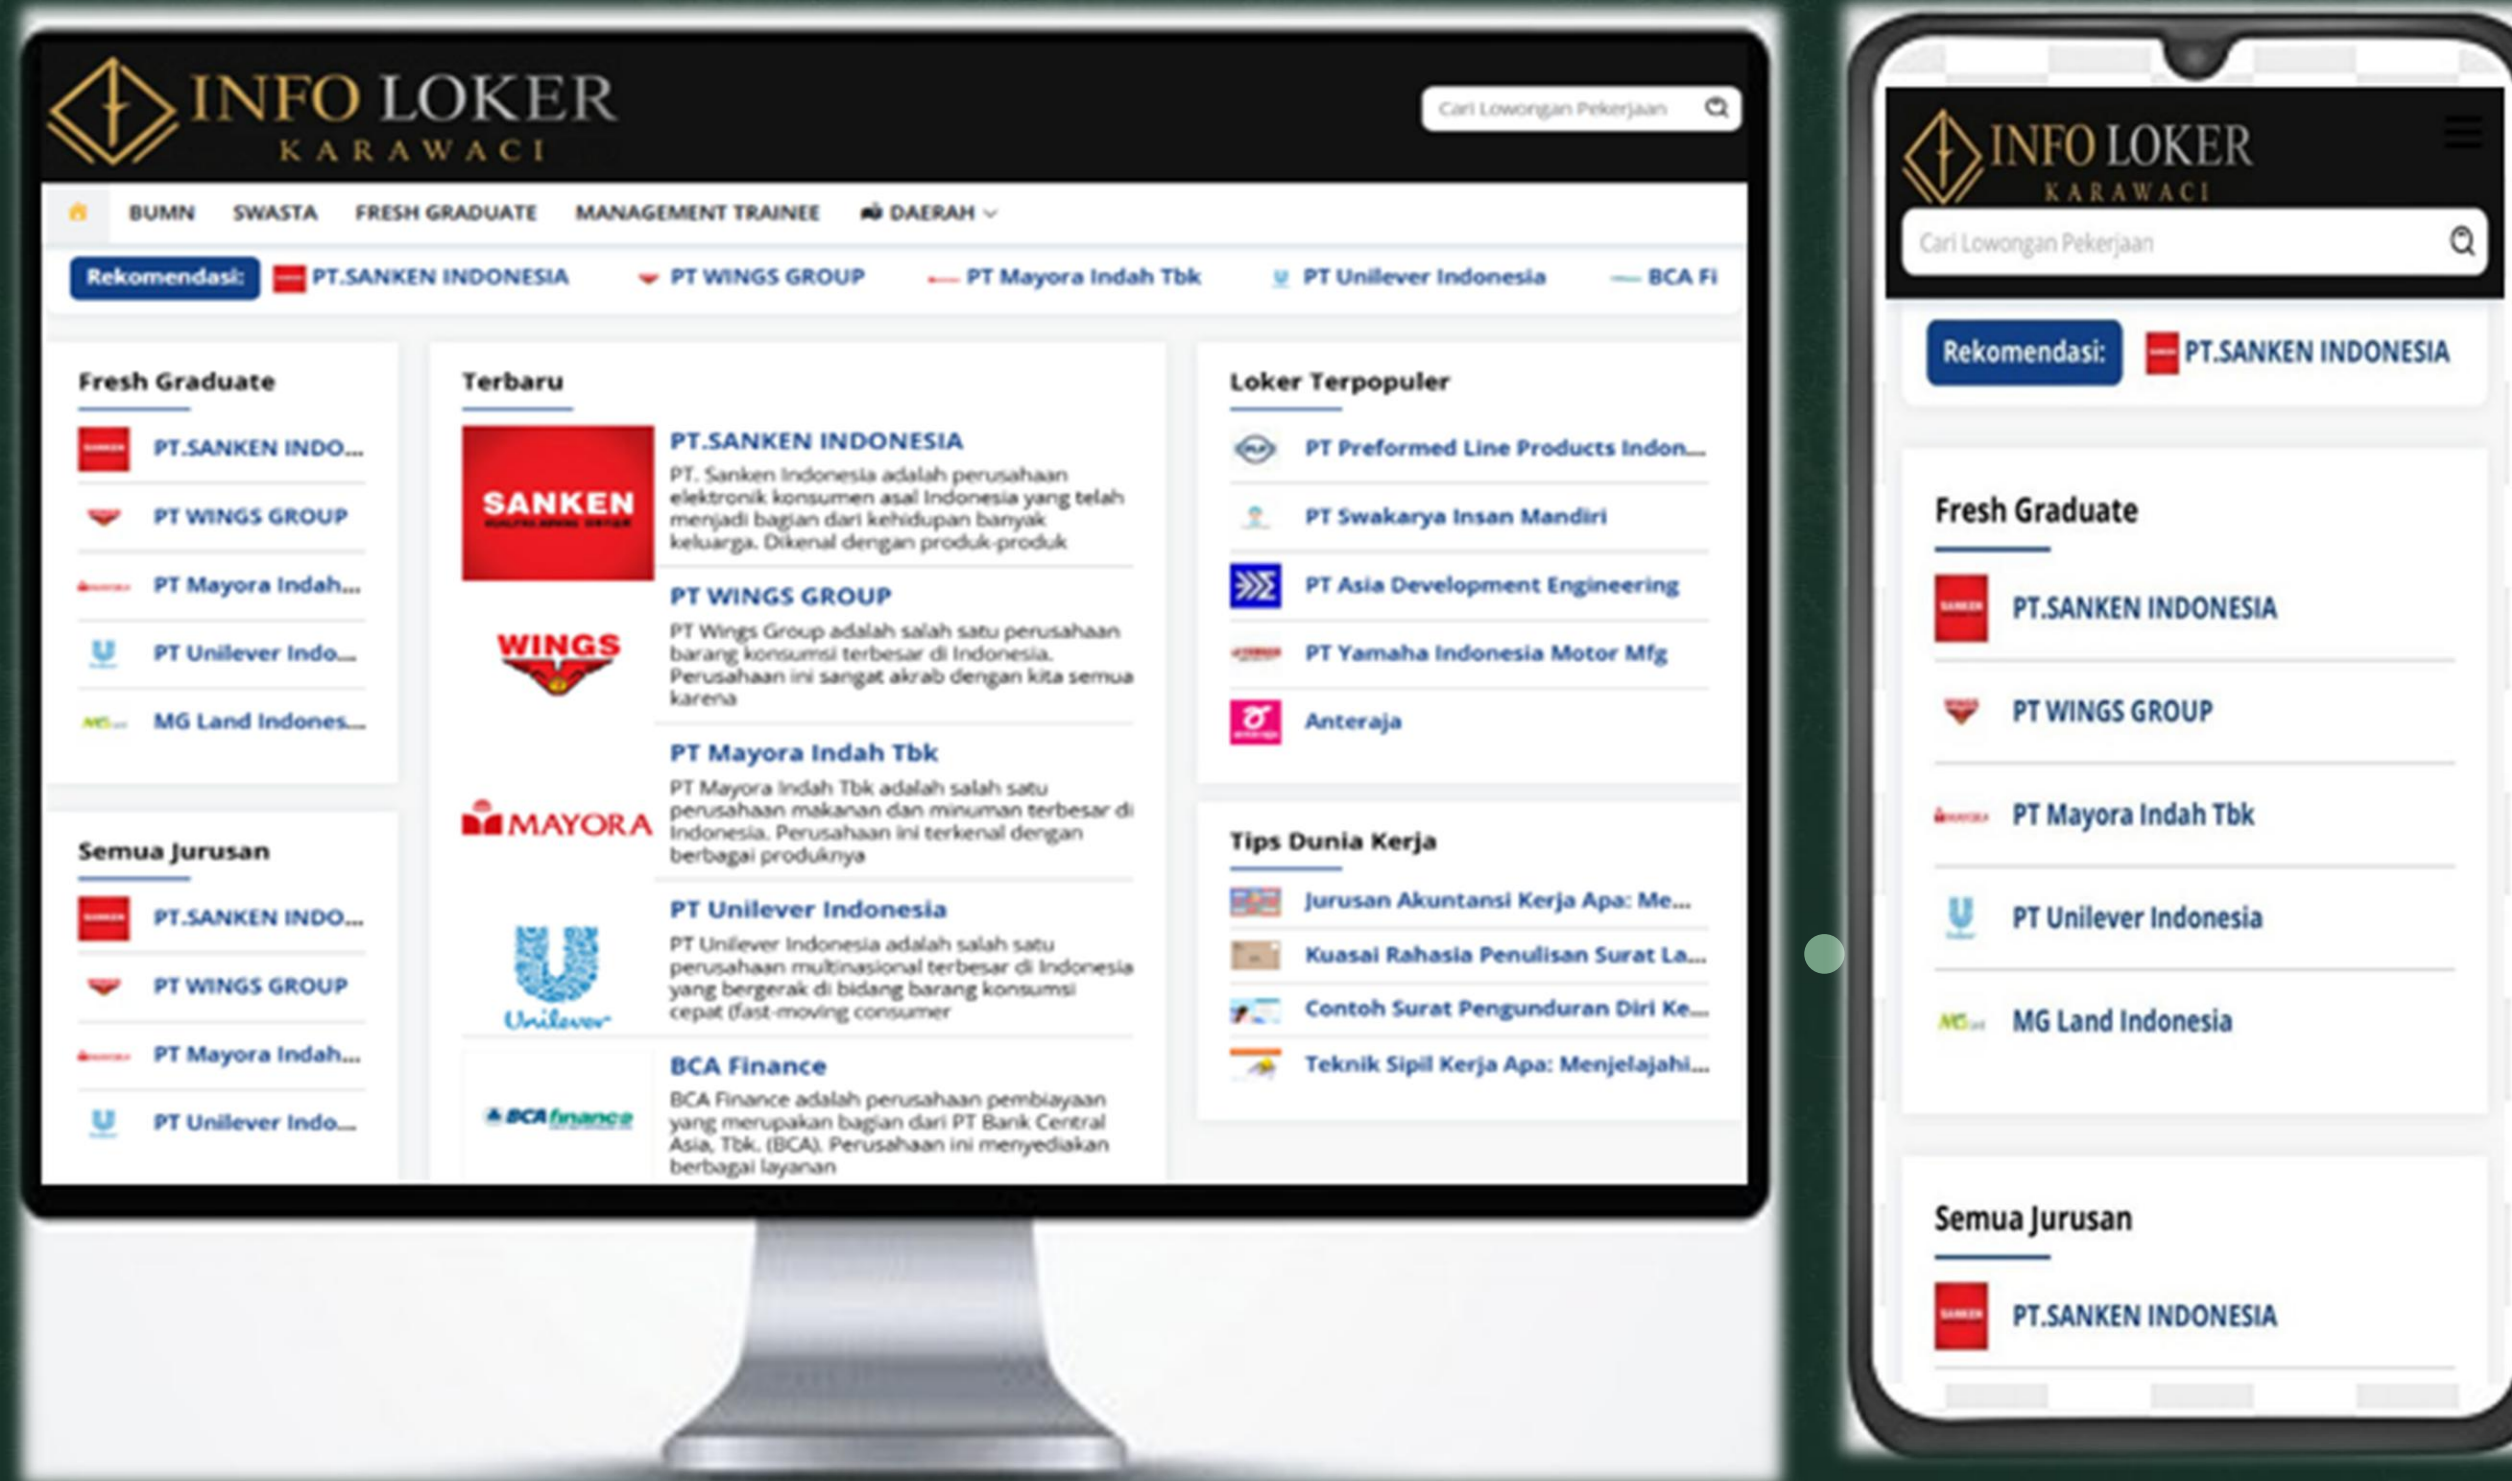 INFO LOKER
KARAWACI
Cari Lowongan Pekerjaan
BUMN SWASTA FRESH GRADUATE MANAGEMENT TRAINEE DAERAH
Rekomendasi: PT.SANKEN INDONESIA PT WINGS GROUP PT Mayora Indah Tbk PT Unilever Indonesia BCA Fi
Fresh Graduate
SANKEN
PT.SANKEN INDO...
PT WINGS GROUP
PT Mayora Indah...
PT Unilever Indo...
MG Land Indones...
Semua Jurusan
SANKEN
PT.SANKEN INDO...
PT WINGS GROUP
PT Mayora Indah...
PT Unilever Indo...
Terbaru
SANKEN
PT.SANKEN INDONESIA
PT. Sanken Indonesia adalah perusahaan
elektronik konsumen asal Indonesia yang telah
menjadi bagian dari kehidupan banyak
keluarga. Dikenal dengan produk-produk
WINGS
PT WINGS GROUP
PT Wings Group adalah salah satu perusahaan
barang konsumsi terbesar di Indonesia.
Perusahaan ini sangat akrab dengan kita semua
karena
MAYORA
PT Mayora Indah Tbk
PT Mayora Indah Tbk adalah salah satu
perusahaan makanan dan minuman terbesar di
Indonesia. Perusahaan ini terkenal dengan
berbagai produknya
Unilever
PT Unilever Indonesia
PT Unilever Indonesia adalah salah satu
perusahaan multinasional terbesar di Indonesia
yang bergerak di bidang barang konsumsi
cepat (fast-moving consumer
BCA finance
BCA Finance
BCA Finance adalah perusahaan pembiayaan
yang merupakan bagian dari PT Bank Central
Asia, Tbk. (BCA). Perusahaan ini menyediakan
berbagai layanan
Loker Terpopuler
PT Preformed Line Products Indon...
PT Swakarya Insan Mandiri
PT Asia Development Engineering
PT Yamaha Indonesia Motor Mfg
Anteraja
Tips Dunia Kerja
Jurusan Akuntansi Kerja Apa: Me...
Kuasai Rahasia Penulisan Surat La...
Contoh Surat Pengunduran Diri Ke...
Teknik Sipil Kerja Apa: Menjelajahi...
INFO LOKER
KARAWACI
Cari Lowongan Pekerjaan
Rekomendasi: PT.SANKEN INDONESIA
Fresh Graduate
SANKEN
PT.SANKEN INDONESIA
PT WINGS GROUP
PT Mayora Indah Tbk
PT Unilever Indonesia
MG Land Indonesia
Semua Jurusan
SANKEN
PT.SANKEN INDONESIA